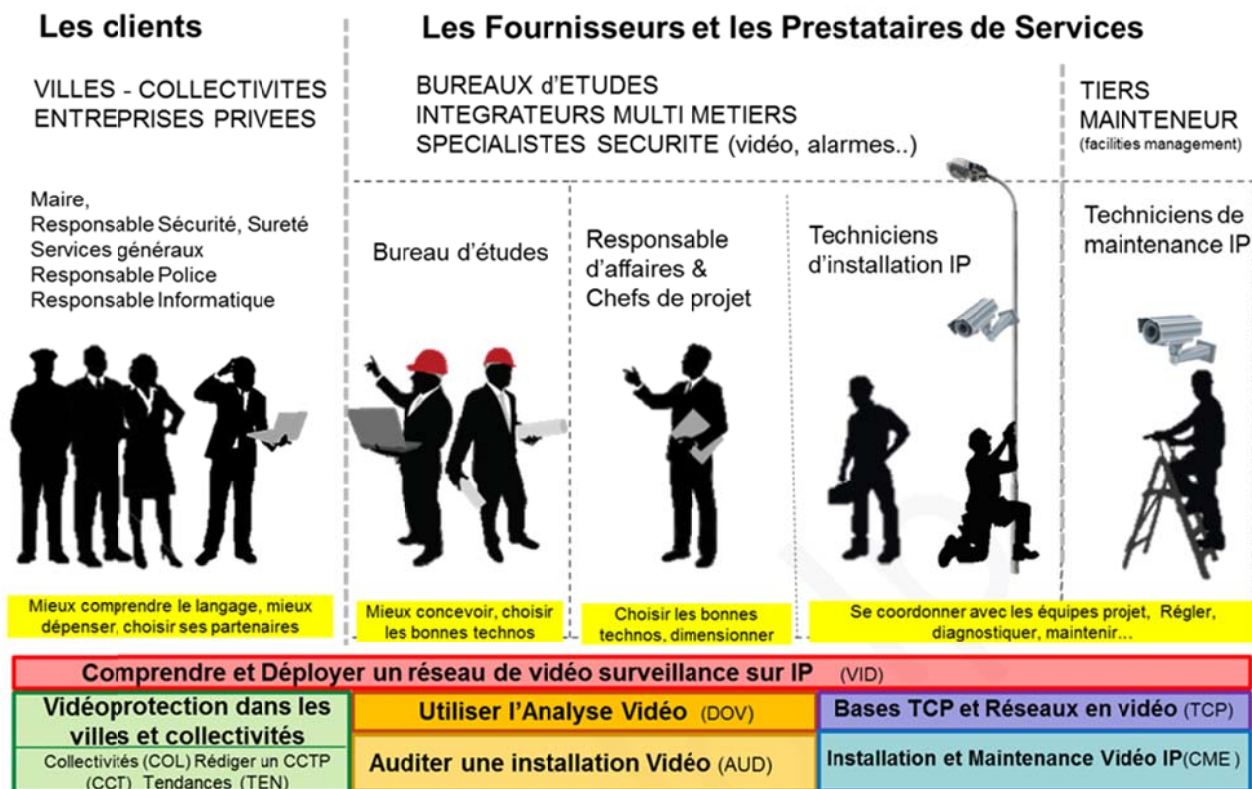 Les clients
Les Fournisseurs et les Prestataires de Services
VILLES - COLLECTIVITES
ENTREPRISES PRIVEES
BUREAUX d'ETUDES
INTEGRATEURS MULTI METIERS
SPECIALISTES SECURITE (vidéo, alarmes..)
TIERS
MAINTENEUR
(facilities management)
Maire,
Responsable Sécurité, Sureté
Services généraux
Responsable Police
Responsable Informatique
Bureau d'études
Responsable
d'affaires &
Chefs de projet
Techniciens
d'installation IP
Techniciens de
maintenance IP
Mieux comprendre le langage, mieux
dépenser, choisir ses partenaires
Mieux concevoir, choisir
les bonnes technos
Choisir les bonnes
technos, dimensionner
Se coordonner avec les équipes projet, Régler,
diagnostiquer, maintenir...
Comprendre et Déployer un réseau de vidéo surveillance sur IP (VID)
Vidéoprotection dans les
villes et collectivités
Collectivités (COL) Rédiger un CCTP
(CCT) Tendances (TEN)
Utiliser l'Analyse Vidéo (DOV)
Auditer une installation Vidéo (AUD)
Bases TCP et Réseaux en vidéo (TCP)
Installation et Maintenance Vidéo IP(CME )